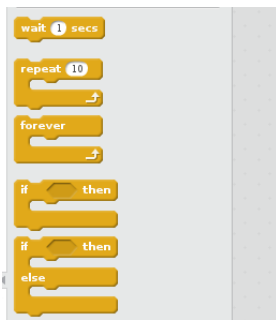 wait 1 secs
repeat 10
forever
if then
if then
else